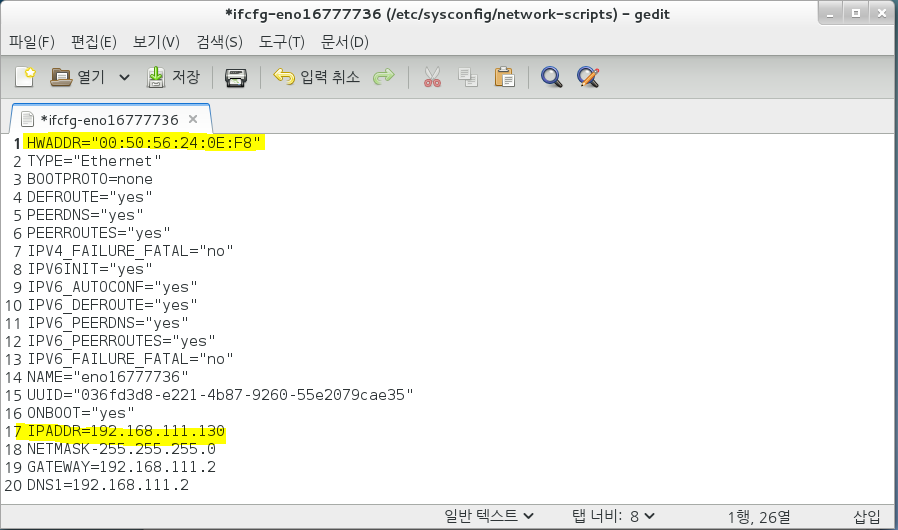 *ifcfg-eno16777736 (/etc/sysconfig/network-scripts) – gedit
파일(F) 편집(E) 보기(V) 검색(S) 도구(T) 문서(D)
열기 저장 입력 취소
*ifcfg-eno16777736 ×
1 HWADDR="00:50:56:24:0E:F8"
2 TYPE="Ethernet"
3 BOOTPROTO=none
4 DEFROUTE="yes"
5 PEERDNS="yes"
6 PEERROUTES="yes"
7 IPV4_FAILURE_FATAL="no"
8 IPV6INIT="yes"
9 IPV6_AUTOCONF="yes"
10 IPV6_DEFROUTE="yes"
11 IPV6_PEERDNS="yes"
12 IPV6_PEERROUTES="yes"
13 IPV6_FAILURE_FATAL="no"
14 NAME="eno16777736"
15 UUID="036fd3d8-e221-4b87-9260-55e2079cae35"
16 ONBOOT="yes"
17 IPADDR=192.168.111.130
18 NETMASK-255.255.255.0
19 GATEWAY=192.168.111.2
20 DNS1=192.168.111.2
일반 텍스트 탭 너비: 8 1행, 26열 삽입